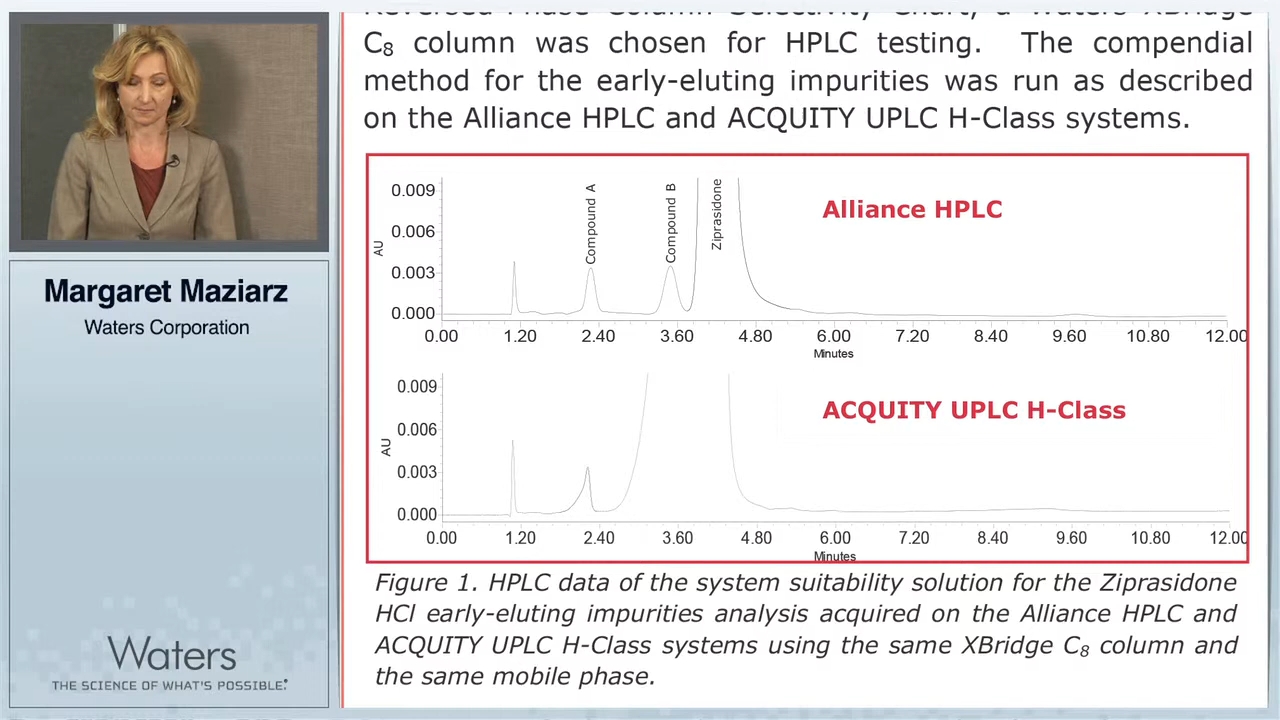 Reversed-Phase Column Selectivity Chart, a Waters XBridge
C₈ column was chosen for HPLC testing. The compendial
method for the early-eluting impurities was run as described
on the Alliance HPLC and ACQUITY UPLC H-Class systems.
Margaret Maziarz
Waters Corporation
Waters
THE SCIENCE OF WHAT'S POSSIBLE.
Alliance HPLC
Compound A
Compound B
Ziprasidone
AU
0.009
0.006
0.003
0.000
0.00 1.20 2.40 3.60 4.80 6.00 7.20 8.40 9.60 10.80 12.00
Minutes
ACQUITY UPLC H-Class
AU
0.009
0.006
0.003
0.000
0.00 1.20 2.40 3.60 4.80 6.00 7.20 8.40 9.60 10.80 12.00
Minutes
Figure 1. HPLC data of the system suitability solution for the Ziprasidone
HCl early-eluting impurities analysis acquired on the Alliance HPLC and
ACQUITY UPLC H-Class systems using the same XBridge C₈ column and
the same mobile phase.